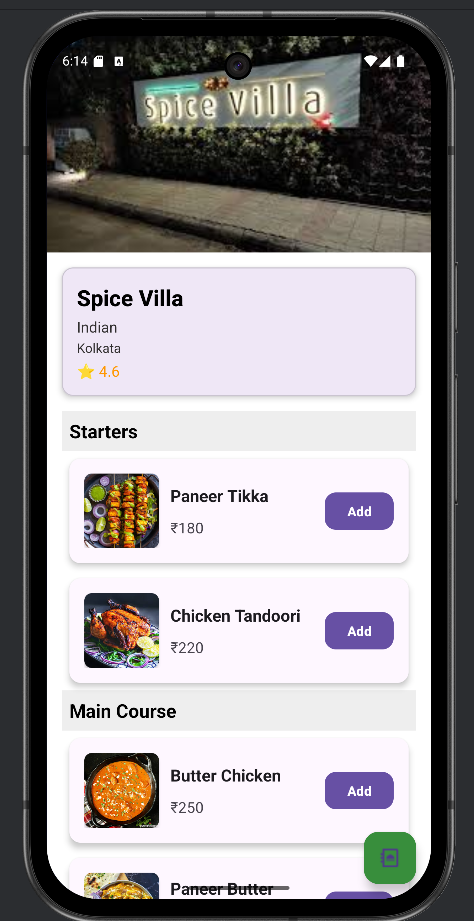 6:14
Spice Villa
Spice Villa
Indian
Kolkata
⭐ 4.6
Starters
Paneer Tikka
₹180
Add
Chicken Tandoori
₹220
Add
Main Course
Butter Chicken
₹250
Add
Paneer Butter